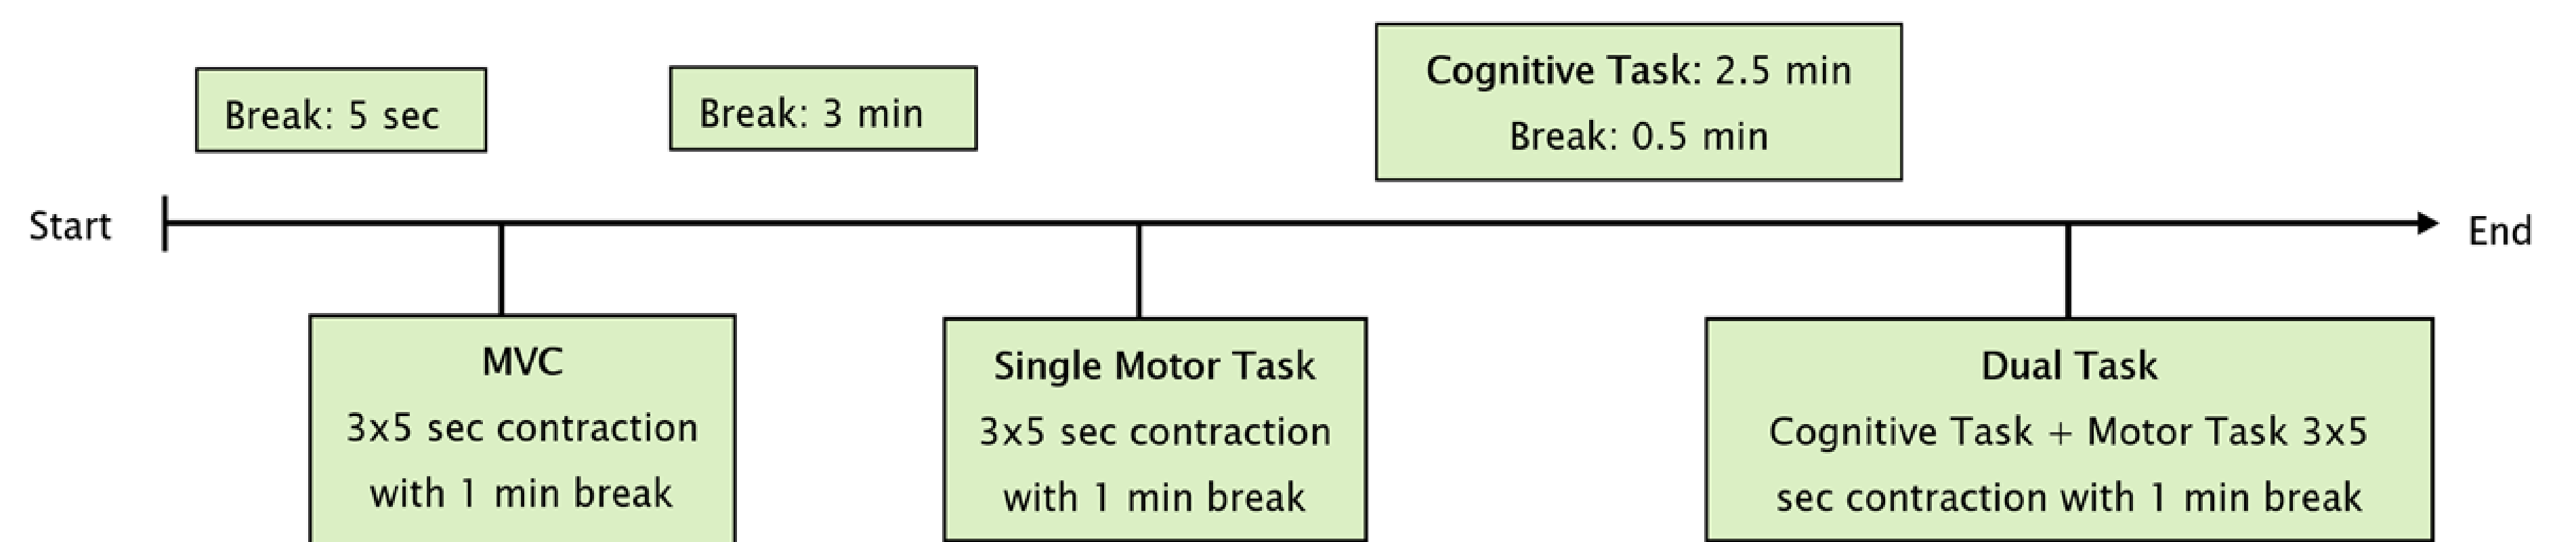 Break: 5 sec
Break: 3 min
Cognitive Task: 2.5 min
Break: 0.5 min
Start
End
MVC
3x5 sec contraction
with 1 min break
Single Motor Task
3x5 sec contraction
with 1 min break
Dual Task
Cognitive Task + Motor Task 3x5
sec contraction with 1 min break